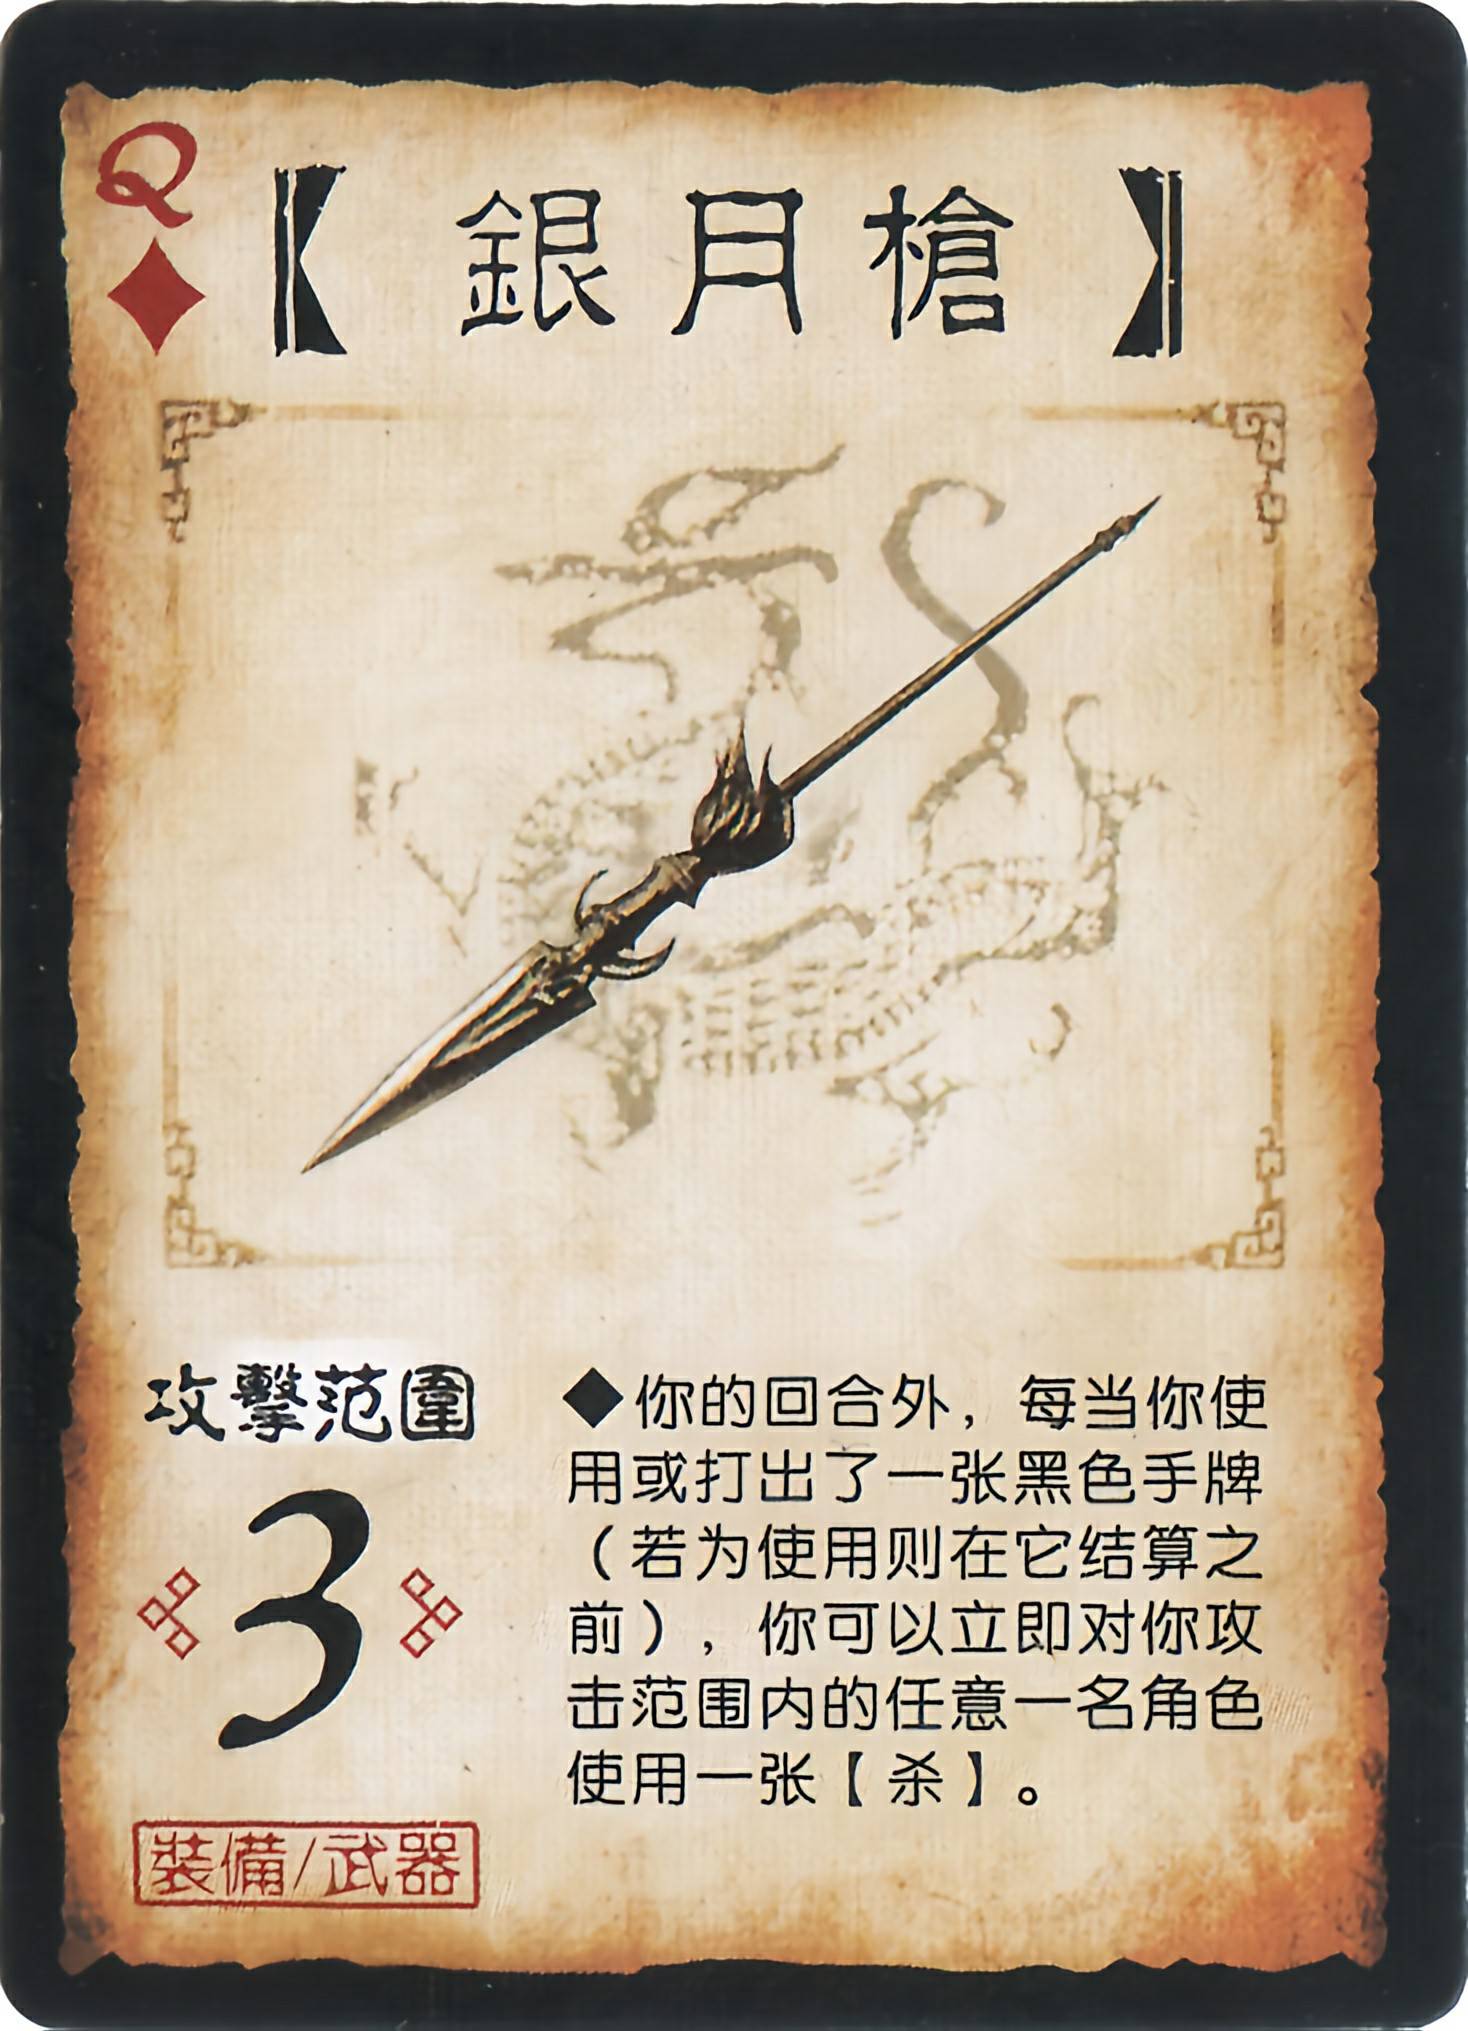 Q
【銀月槍】
攻擊范圍
3
◆你的回合外，每当你使
用或打出了一张黑色手牌
（若为使用则在它结算之
前），你可以立即对你攻
击范围内的任意一名角色
使用一张【杀】。
裝備/武器